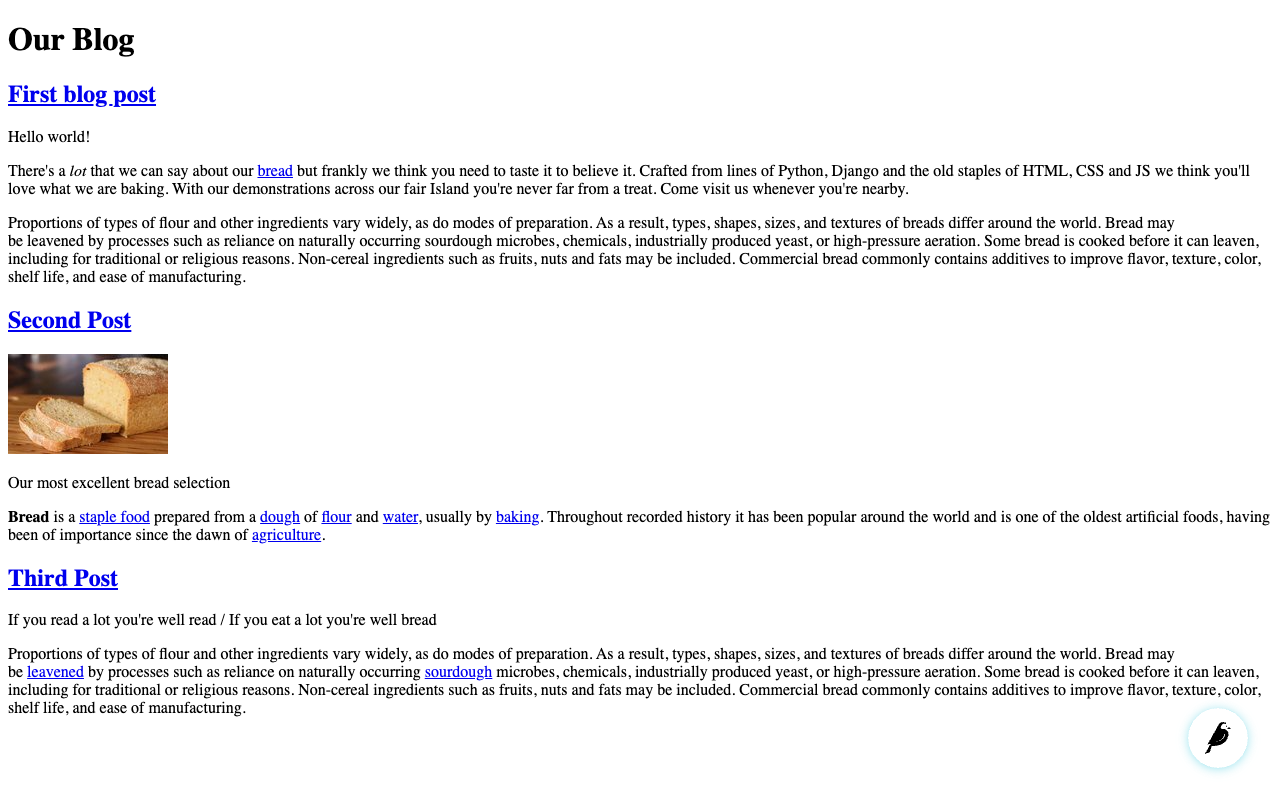 Our Blog
First blog post
Hello world!
There's a lot that we can say about our bread but frankly we think you need to taste it to believe it. Crafted from lines of Python, Django and the old staples of HTML, CSS and JS we think you'll
love what we are baking. With our demonstrations across our fair Island you're never far from a treat. Come visit us whenever you're nearby.
Proportions of types of flour and other ingredients vary widely, as do modes of preparation. As a result, types, shapes, sizes, and textures of breads differ around the world. Bread may
be leavened by processes such as reliance on naturally occurring sourdough microbes, chemicals, industrially produced yeast, or high-pressure aeration. Some bread is cooked before it can leaven,
including for traditional or religious reasons. Non-cereal ingredients such as fruits, nuts and fats may be included. Commercial bread commonly contains additives to improve flavor, texture, color,
shelf life, and ease of manufacturing.
Second Post
Our most excellent bread selection
Bread is a staple food prepared from a dough of flour and water, usually by baking. Throughout recorded history it has been popular around the world and is one of the oldest artificial foods, having
been of importance since the dawn of agriculture.
Third Post
If you read a lot you're well read / If you eat a lot you're well bread
Proportions of types of flour and other ingredients vary widely, as do modes of preparation. As a result, types, shapes, sizes, and textures of breads differ around the world. Bread may
be leavened by processes such as reliance on naturally occurring sourdough microbes, chemicals, industrially produced yeast, or high-pressure aeration. Some bread is cooked before it can leaven,
including for traditional or religious reasons. Non-cereal ingredients such as fruits, nuts and fats may be included. Commercial bread commonly contains additives to improve flavor, texture, color,
shelf life, and ease of manufacturing.